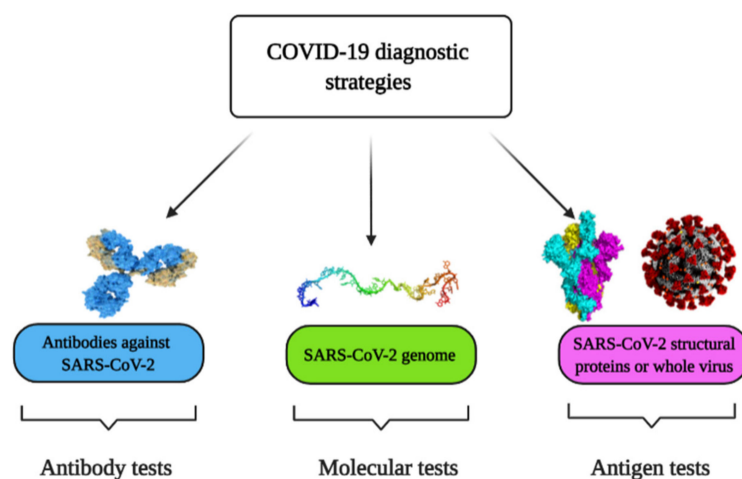 COVID-19 diagnostic
strategies
Antibodies against
SARS-CoV-2
SARS-CoV-2 genome
SARS-CoV-2 structural
proteins or whole virus
Antibody tests
Molecular tests
Antigen tests